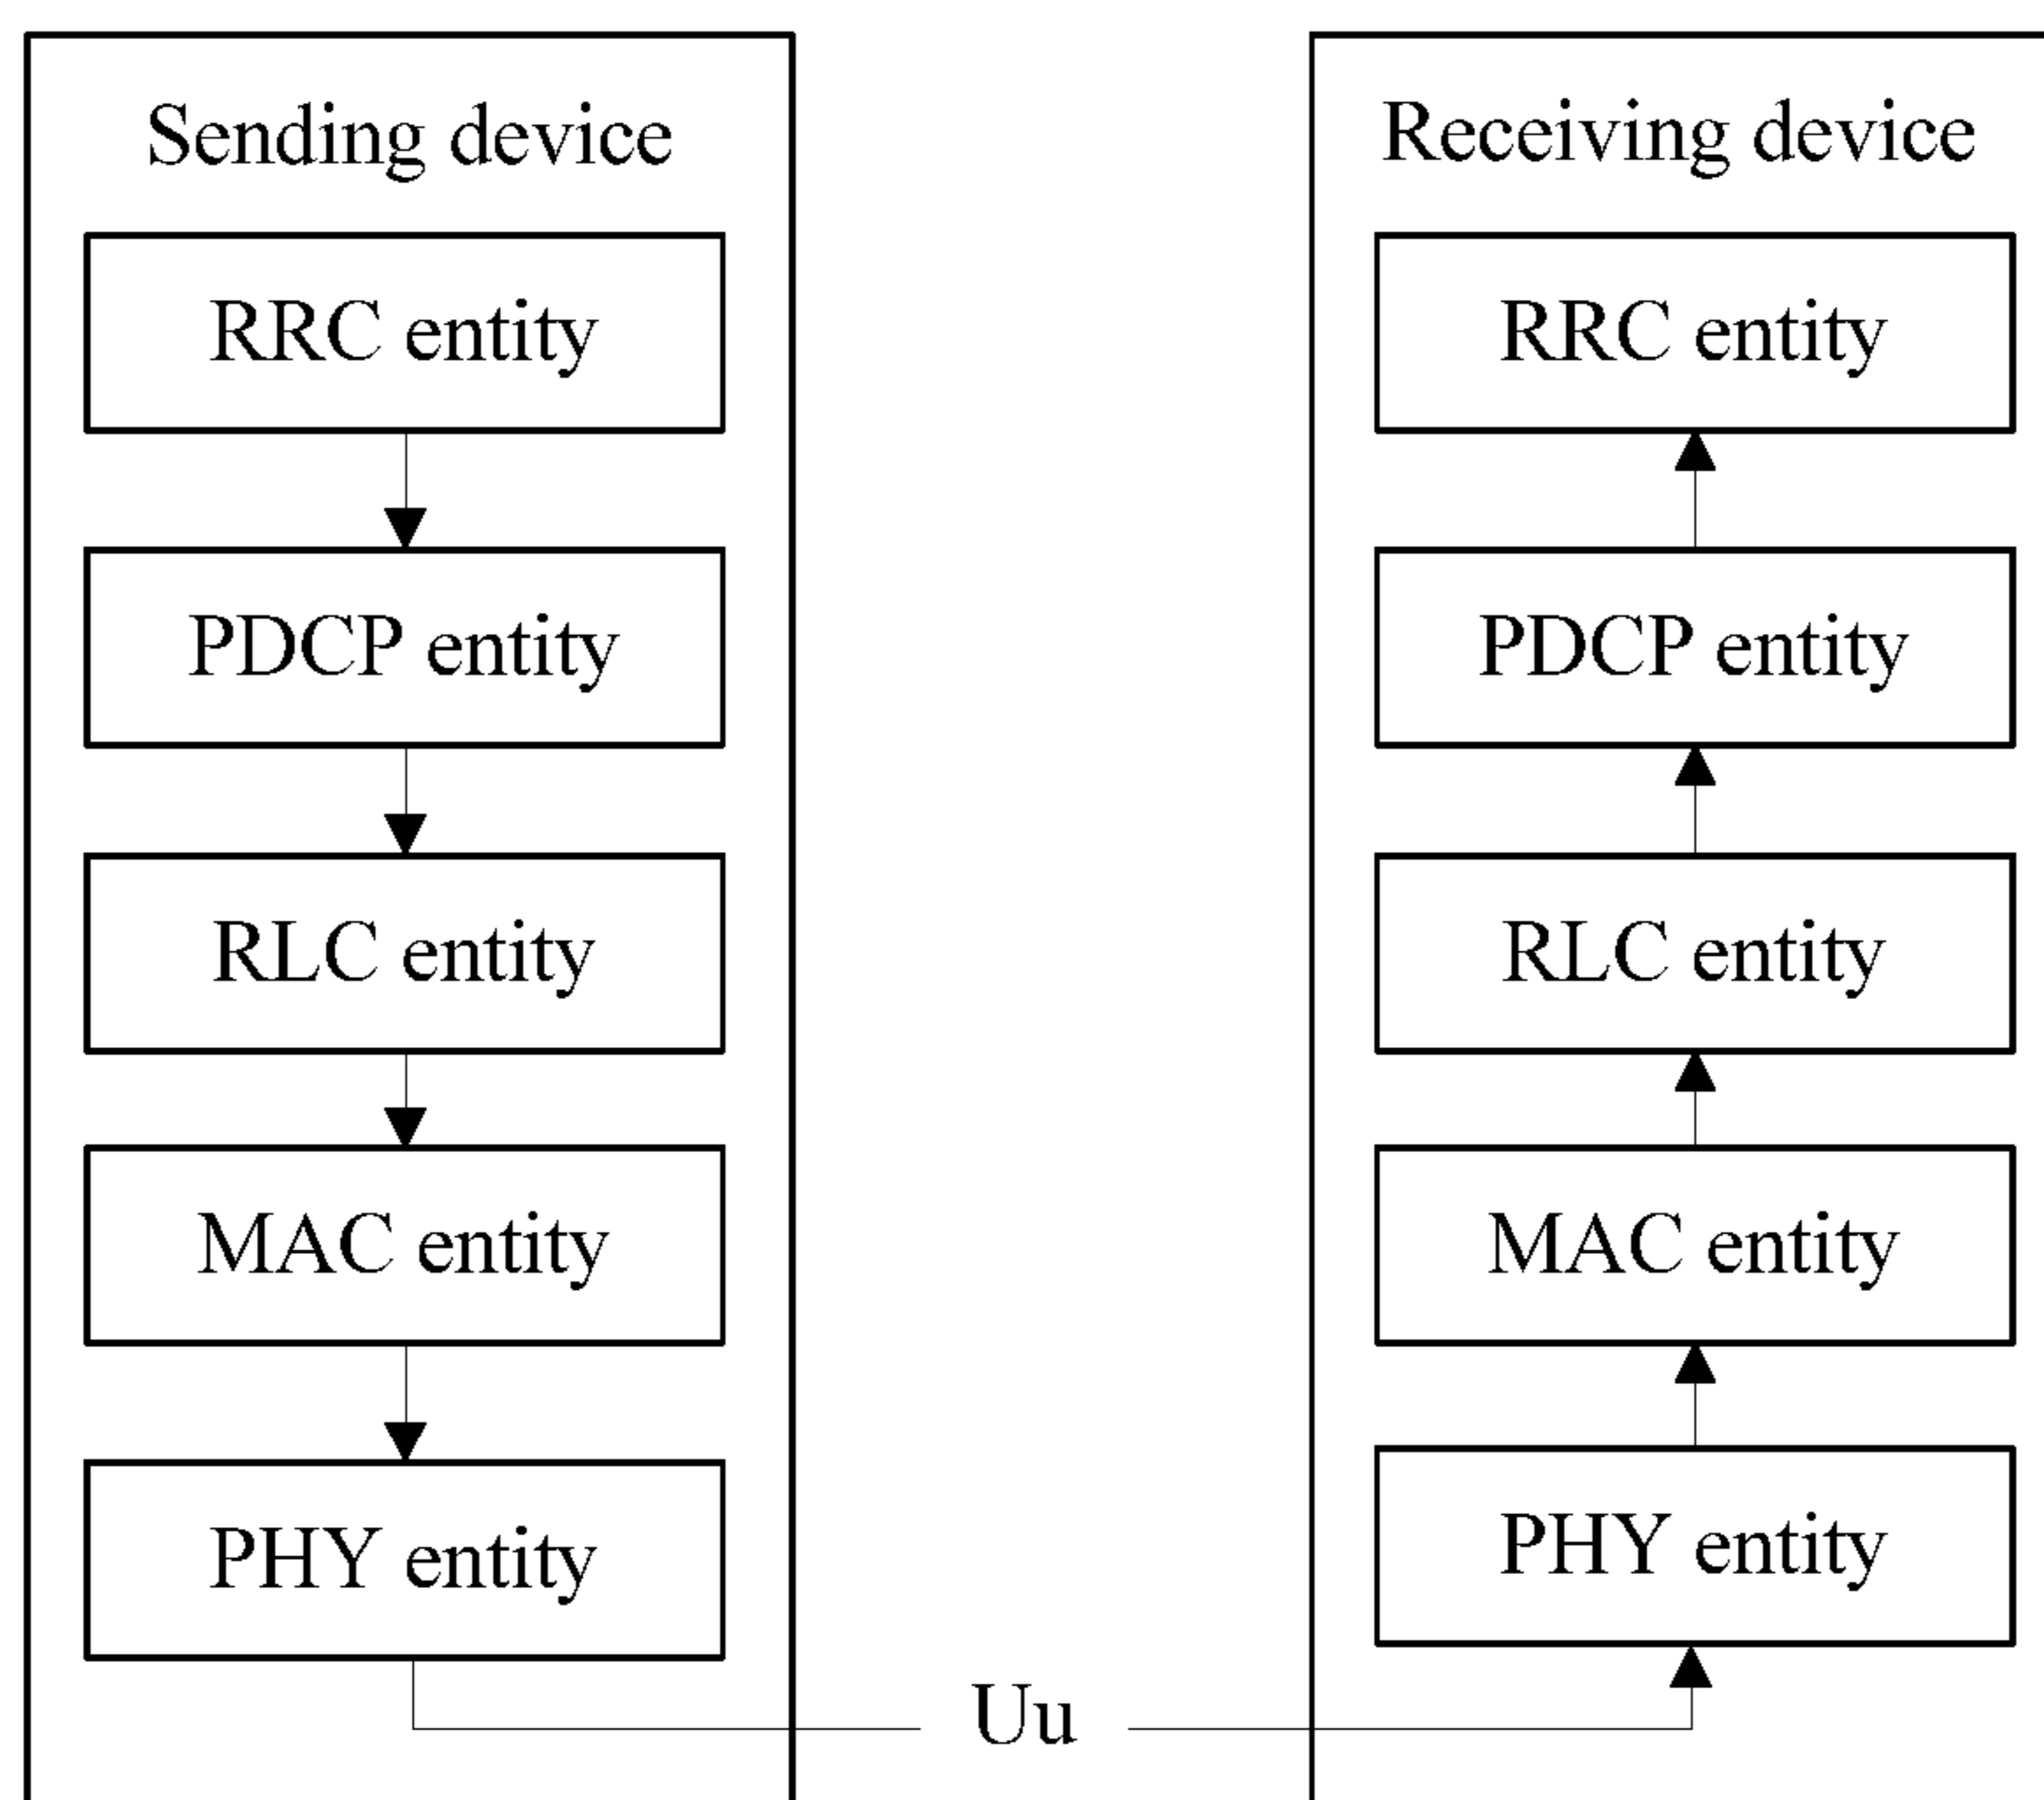 Sending device
RRC entity
PDCP entity
RLC entity
MAC entity
PHY entity
Uu
Receiving device
RRC entity
PDCP entity
RLC entity
MAC entity
PHY entity